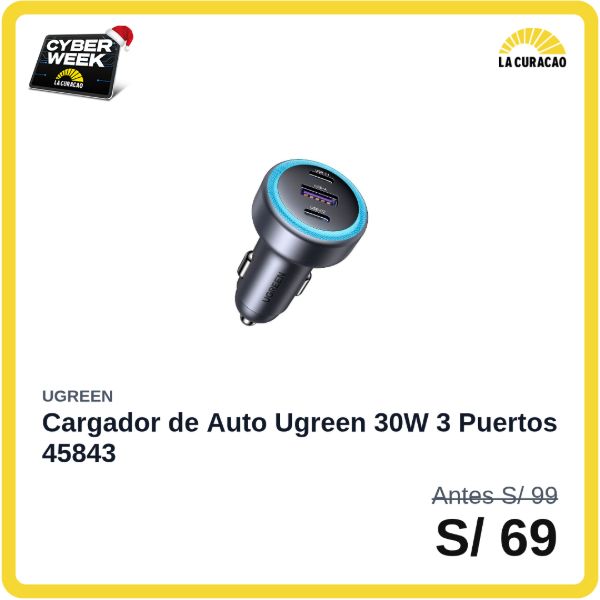 CYBER
WEEK
LA CURACAO
LA CURACAO
UGREEN
UGREEN
Cargador de Auto Ugreen 30W 3 Puertos
45843
Antes S/ 99
S/ 69